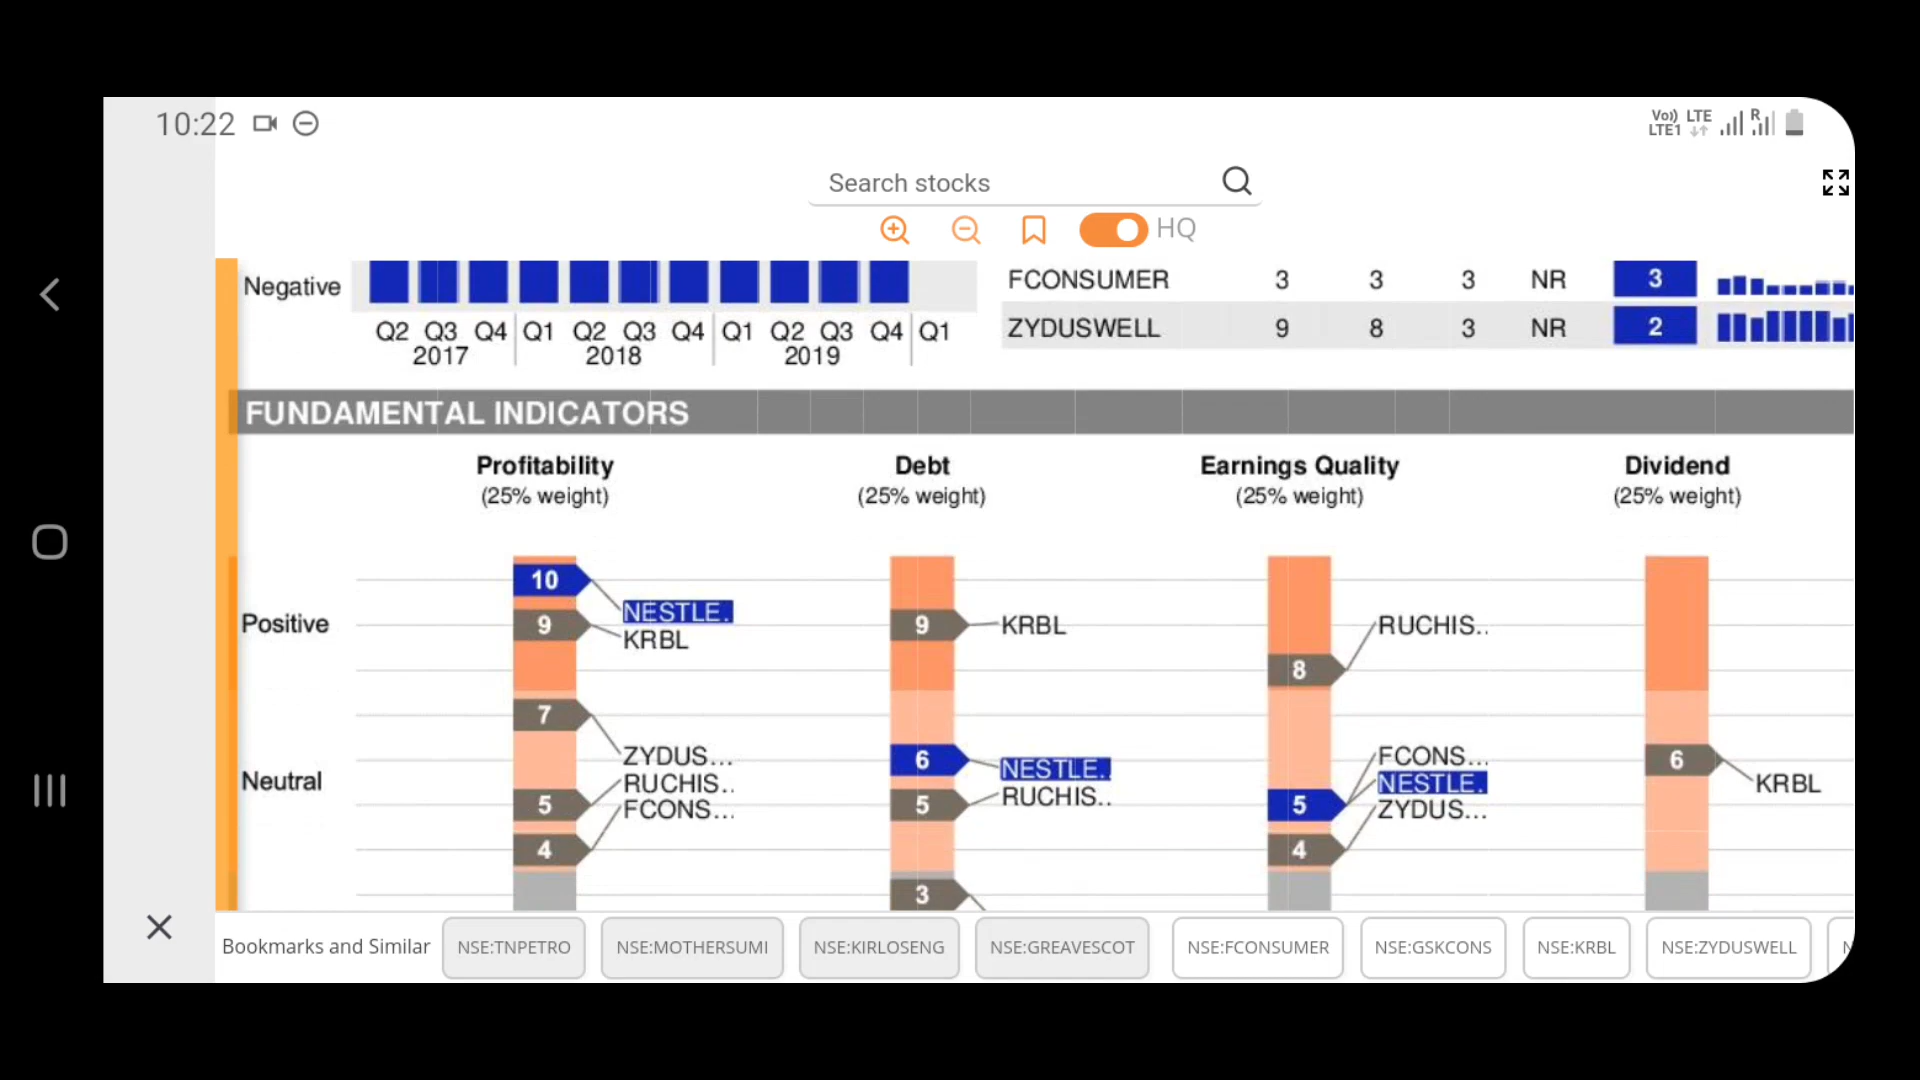 10:22
Vo)) LTE R
LTE1
Search stocks
HQ
Negative
Q2 Q3 Q4 Q1 Q2 Q3 Q4 Q1 Q2 Q3 Q4 Q1
2017 2018 2019
FCONSUMER 3 3 3 NR 3
ZYDUSWELL 9 8 3 NR 2
FUNDAMENTAL INDICATORS
Profitability Debt Earnings Quality Dividend
(25% weight) (25% weight) (25% weight) (25% weight)
Positive
Neutral
10
NESTLE.
9
KRBL
7
ZYDUS...
RUCHIS..
5
FCONS...
4
9
KRBL
6
NESTLE.
5
RUCHIS..
3
RUCHIS..
8
FCONS...
NESTLE.
5
ZYDUS...
4
6
KRBL
Bookmarks and Similar NSE:TNPETRO NSE:MOTHERSUMI NSE:KIRLOSENG NSE:GREAVESCOT NSE:FCONSUMER NSE:GSKCONS NSE:KRBL NSE:ZYDUSWELL